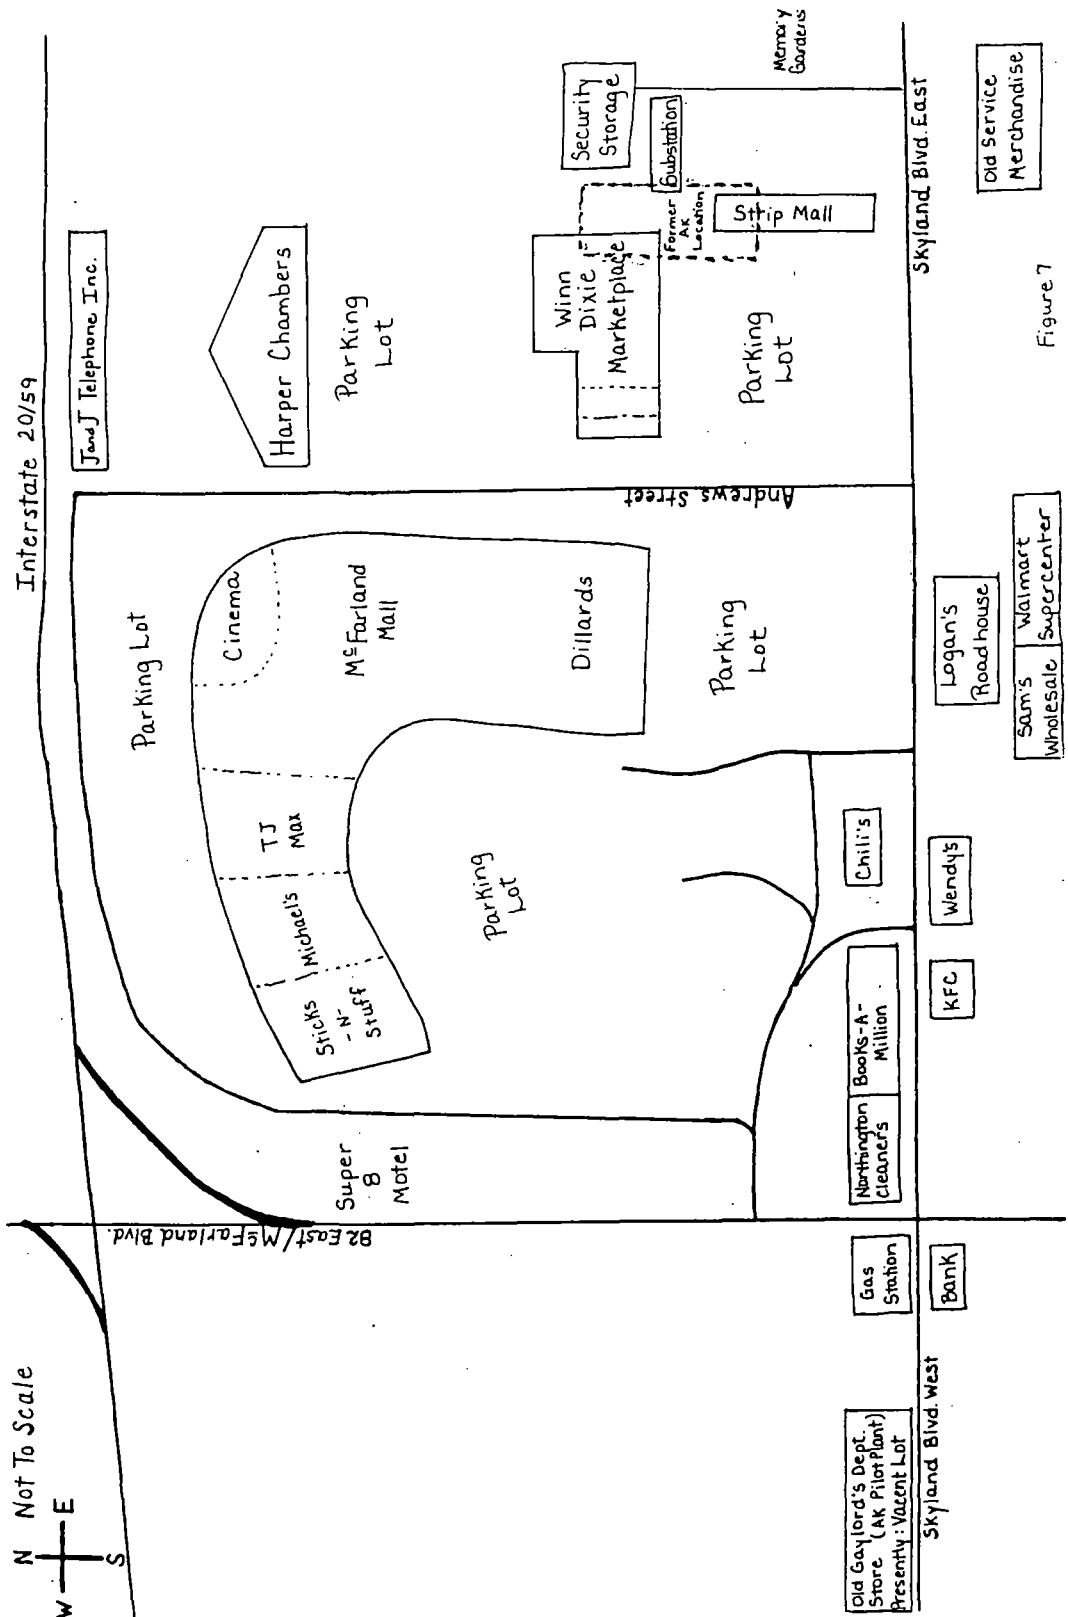 N Not To Scale
W E
S
Interstate 20/59
82 East/McFarland Blvd.
J and J Telephone Inc.
Parking Lot
Cinema
Harper Chambers
Super
8
Motel
Sticks
-N-
Stuff
Michael's
TJ
Max
McFarland
Mall
Parking
Lot
Dillards
Parking
Lot
Parking
Lot
Andrews Street
Winn
Dixie
Marketplace
Security
Storage
Substation
Former
AK
Location
Strip Mall
Parking
Lot
Memory
Gardens
Old Gaylord's Dept.
Store (AK Pilot Plant)
Presently: Vacent Lot
Gas
Station
Northington
Cleaners
Books-A-
Million
Chili's
Skyland Blvd. West
Bank
KFC
Wendy's
Logan's
Roadhouse
Skyland Blvd. East
Sam's
Wholesale
Walmart
Supercenter
Old Service
Merchandise
Figure 7